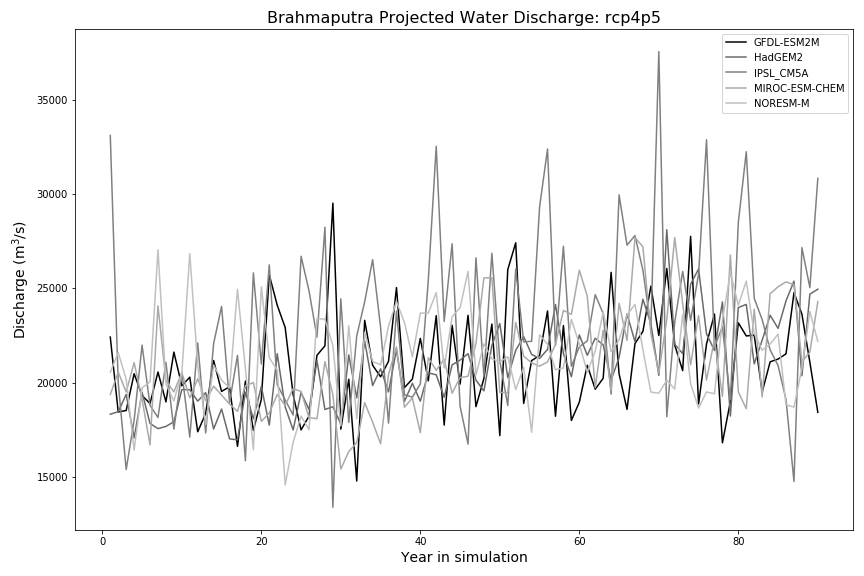 Brahmaputra Projected Water Discharge: rcp4p5
GFDL-ESM2M
HadGEM2
IPSL_CM5A
MIROC-ESM-CHEM
NORESM-M
Discharge (m³/s)
35000
30000
25000
20000
15000
0 20 40 60 80
Year in simulation